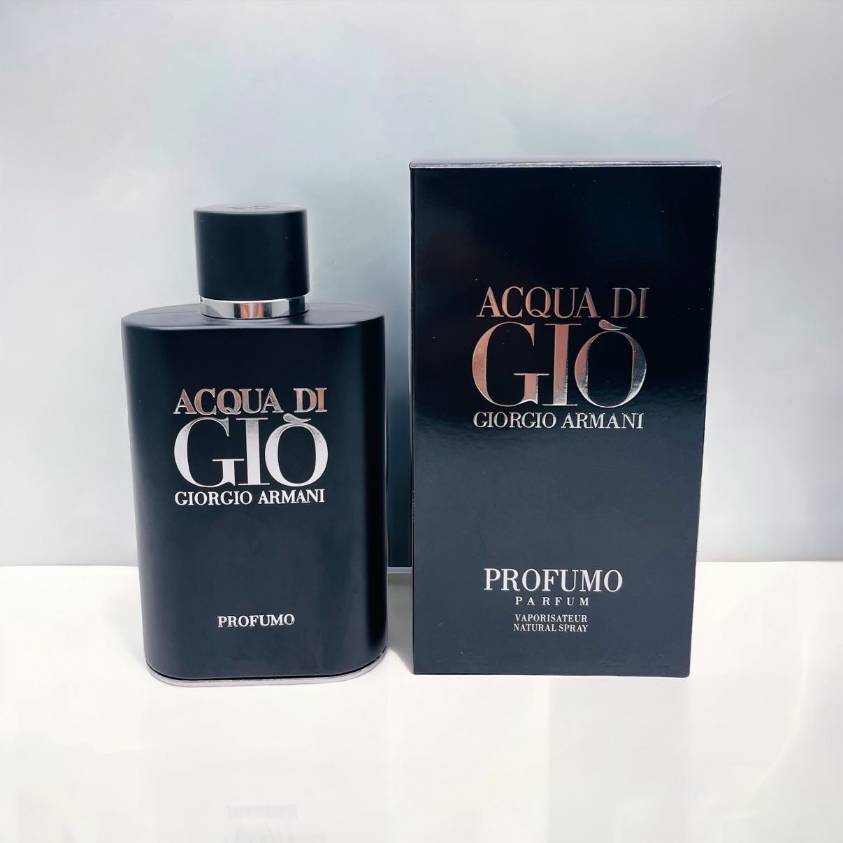 ACQUA DI
GIÒ
GIORGIO ARMANI
PROFUMO
ACQUA DI
GIÒ
GIORGIO ARMANI
PROFUMO
PARFUM
VAPORISATEUR
NATURAL SPRAY